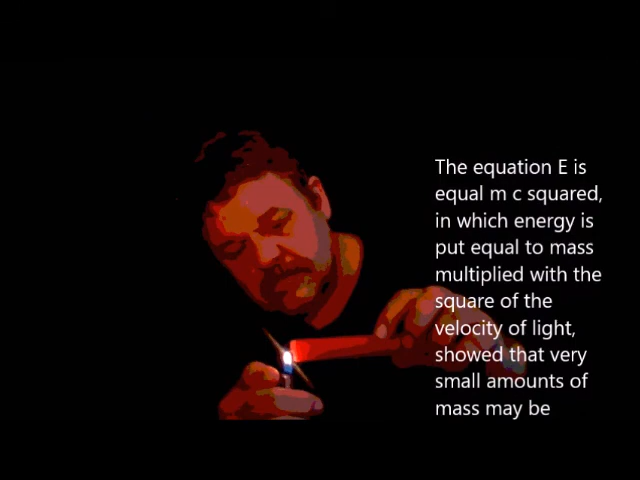 The equation E is
equal m c squared,
in which energy is
put equal to mass
multiplied with the
square of the
velocity of light,
showed that very
small amounts of
mass may be